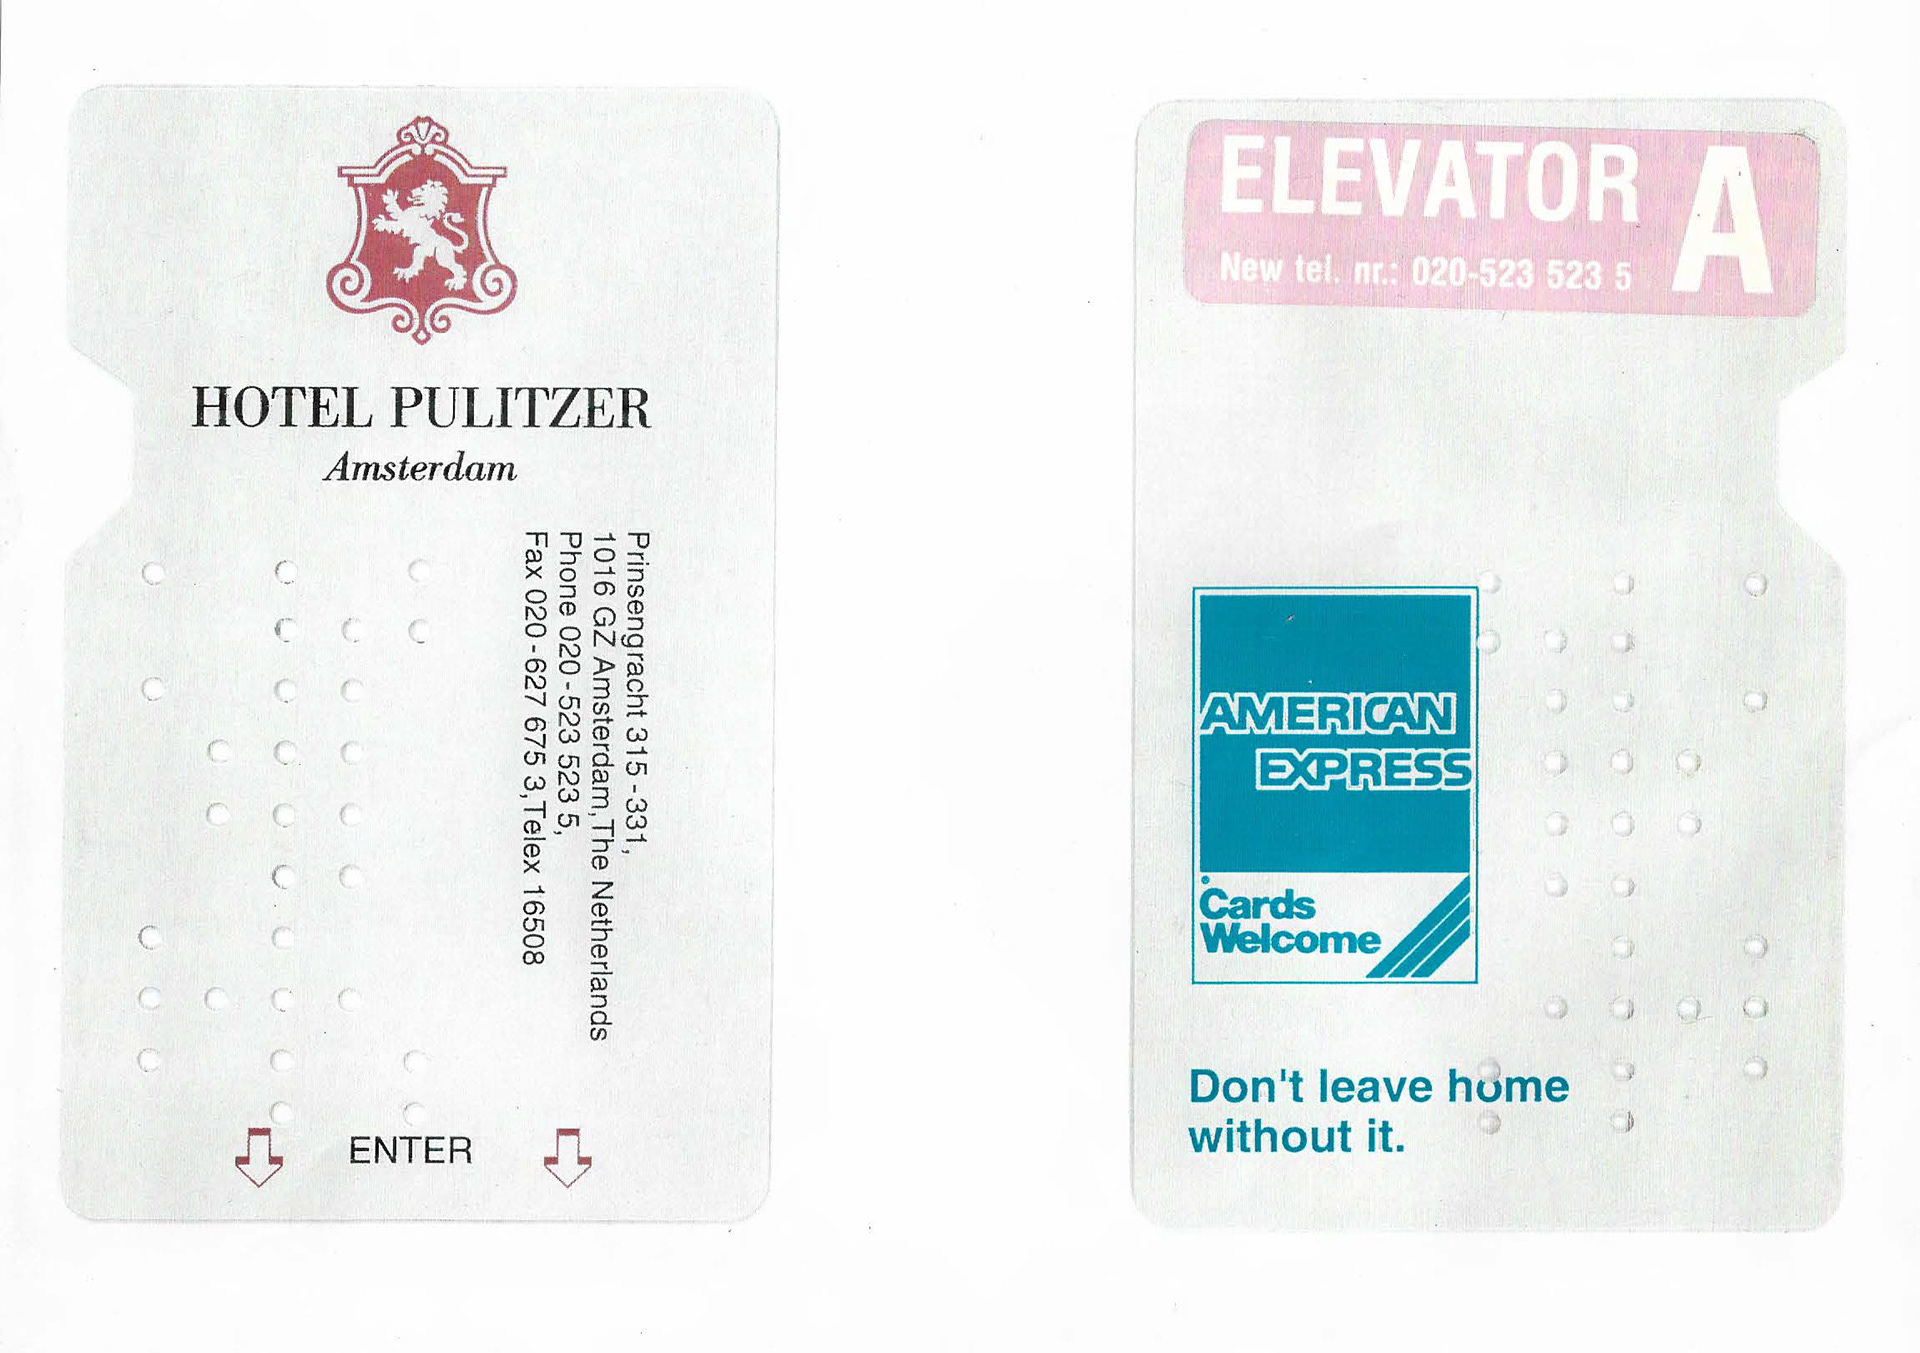 HOTEL PULITZER
Amsterdam
Prinsengracht 315-331,
1016 GZ Amsterdam, The Netherlands
Phone 020-523 523 5,
Fax 020-627 675 3, Telex 16508
ENTER
ELEVATOR A
New tel. nr.: 020-523 523 5
AMERICAN
EXPRESS
Cards
Welcome
Don't leave home
without it.